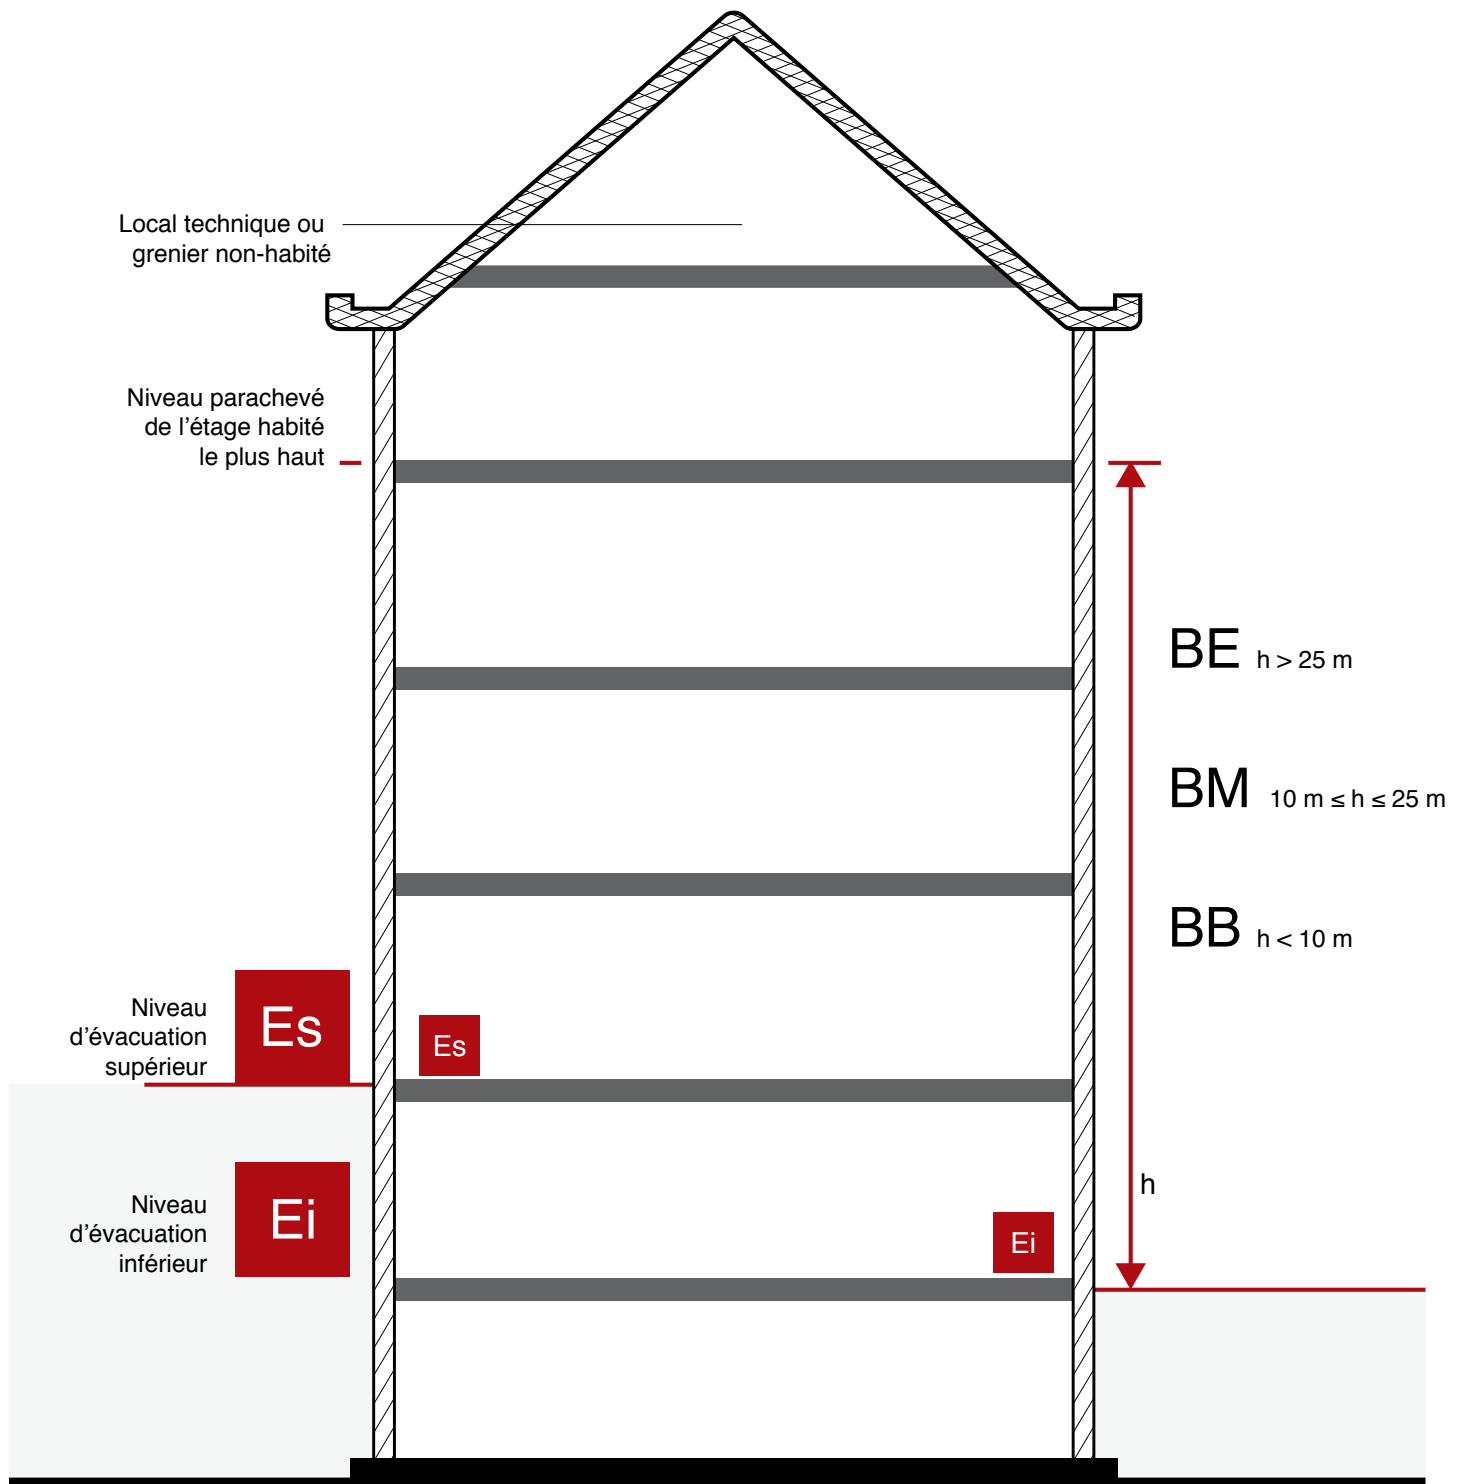 Local technique ou
grenier non-habité
Niveau parachevé
de l’étage habité
le plus haut
BE h > 25 m
BM 10 m ≤ h ≤ 25 m
BB h < 10 m
Niveau
d’évacuation
supérieur
Es
Es
Niveau
d’évacuation
inférieur
Ei
Ei
h